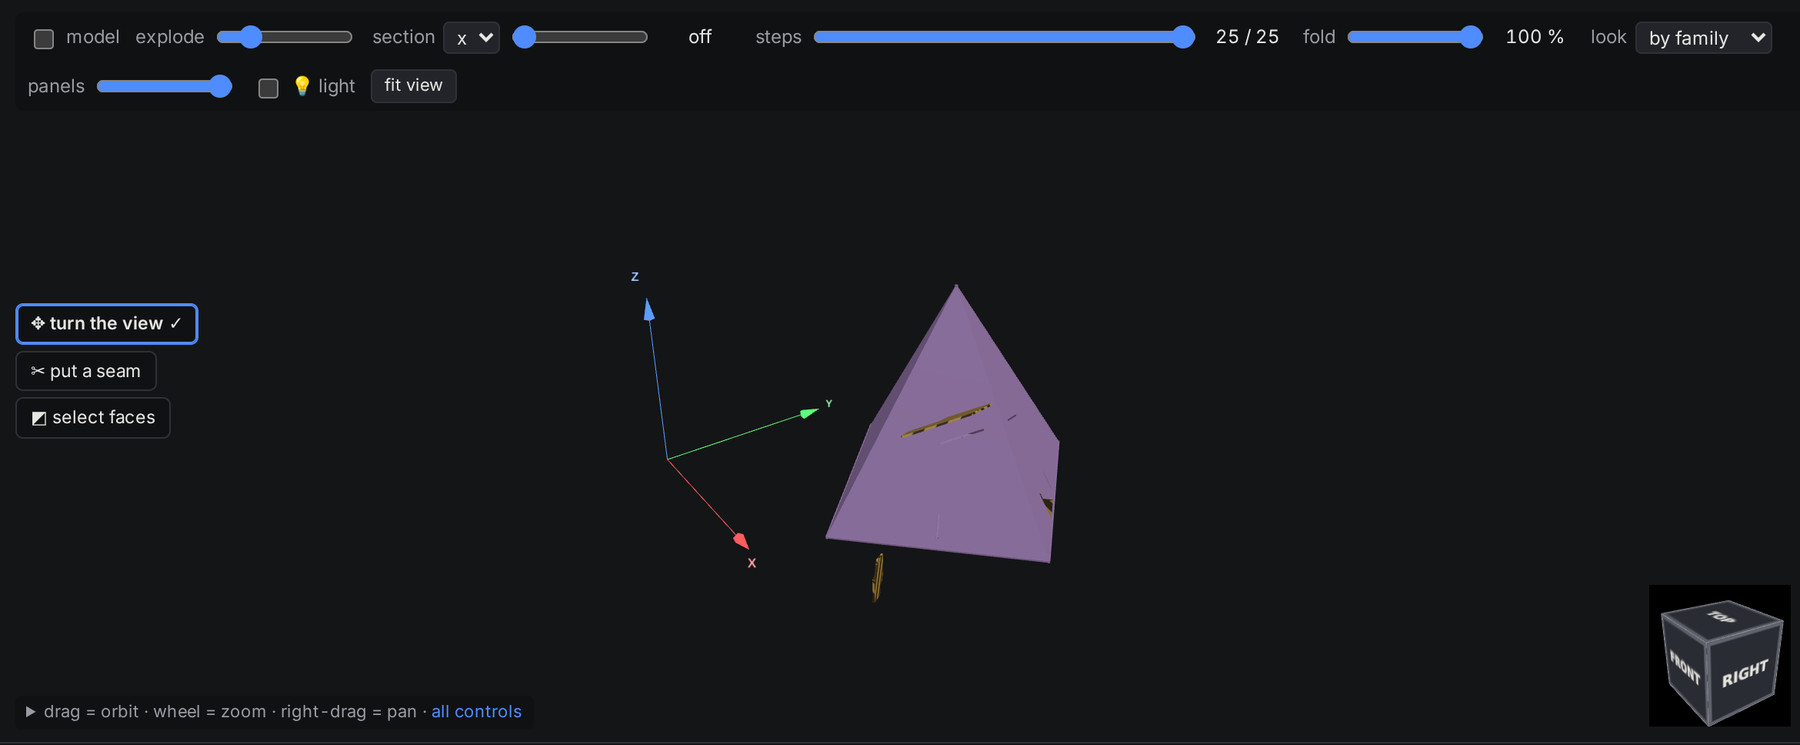 model explode section x off steps 25 / 25 fold 100 % look by family
panels 💡 light fit view
Z
Y
X
✥ turn the view ✓
✂ put a seam
◩ select faces
TOP
FRONT
RIGHT
▶ drag = orbit · wheel = zoom · right-drag = pan · all controls